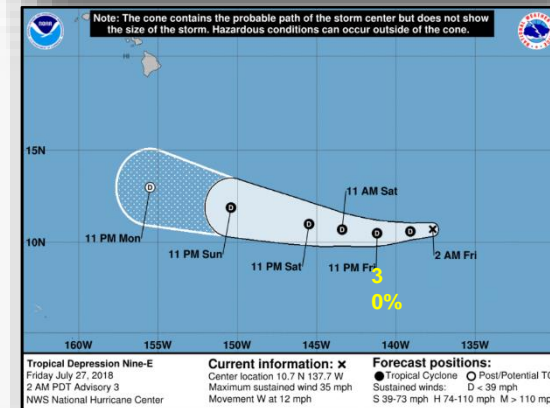 Note: The cone contains the probable path of the storm center but does not show
the size of the storm. Hazardous conditions can occur outside of the cone.
HI
15N
11 AM Sat
D
D
D
D
D
D
11 PM Mon
11 PM Sun
11 PM Sat
11 PM Fri
2 AM Fri
10N
3
0%
160W
155W
150W
145W
140W
135W
Tropical Depression Nine-E
Friday July 27, 2018
2 AM PDT Advisory 3
NWS National Hurricane Center
Current information: x
Center location 10.7 N 137.7 W
Maximum sustained wind 35 mph
Movement W at 12 mph
Forecast positions:
Tropical Cyclone Post/Potential TC
Sustained winds: D < 39 mph
S 39-73 mph H 74-110 mph M > 110 mp